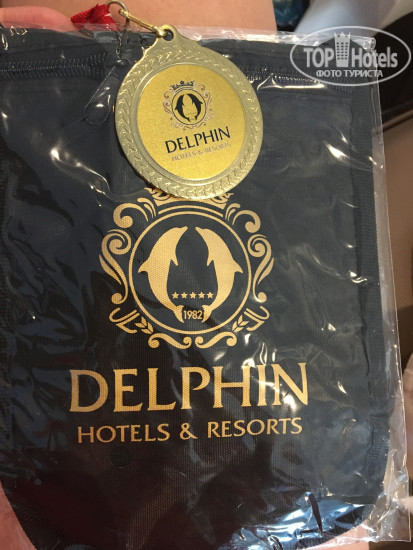 TOP Hotels
ФОТО ТУРИСТА
DELPHIN
HOTELS & RESORTS
1982
DELPHIN
HOTELS & RESORTS